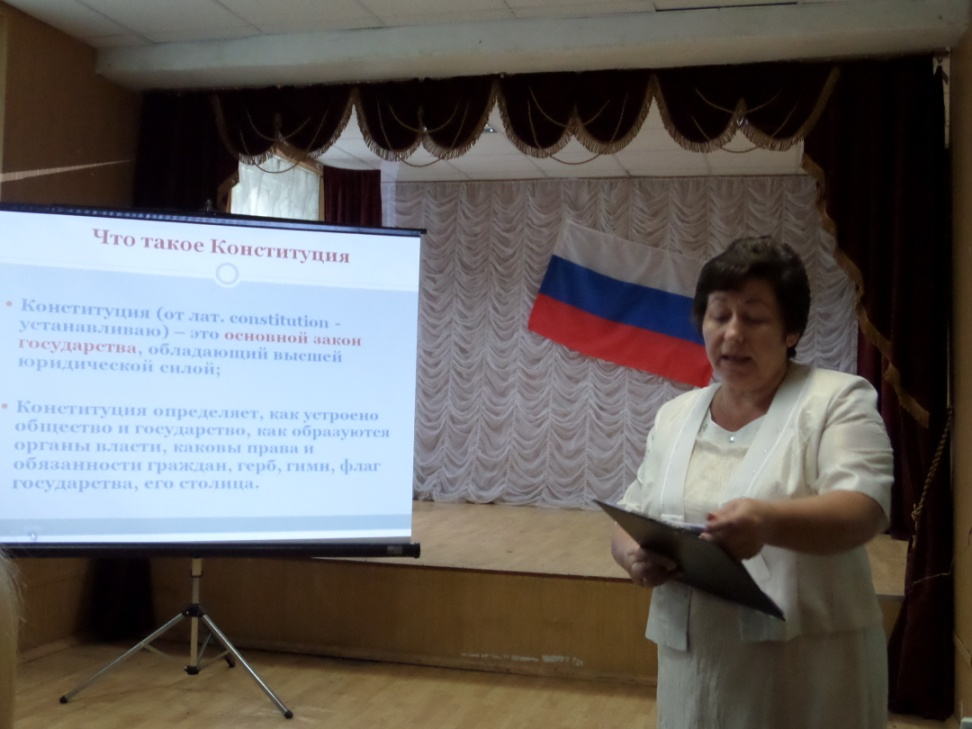 Что такое Конституция
• Конституция (от лат. constitution -
устанавливаю) – это основной закон
государства, обладающий высшей
юридической силой;
• Конституция определяет, как устроено
общество и государство, как образуются
органы власти, каковы права и
обязанности граждан, герб, гимн, флаг
государства, его столица.